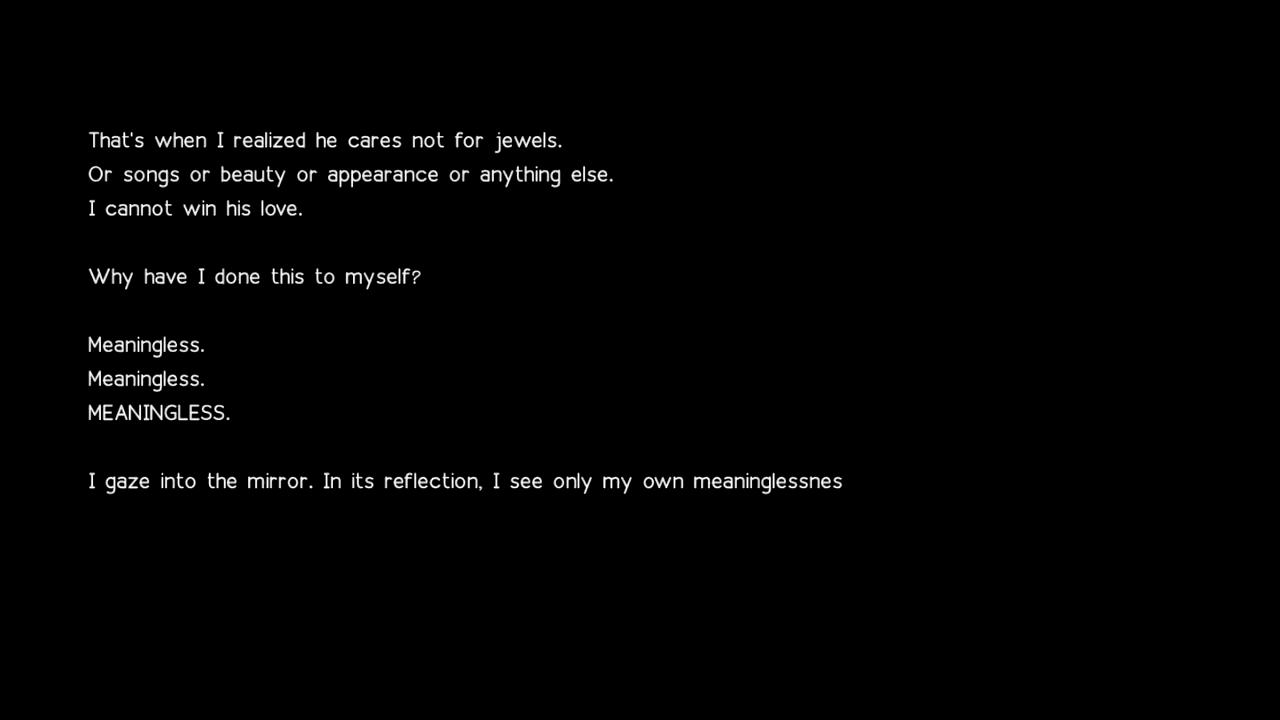 That's when I realized he cares not for jewels.
Or songs or beauty or appearance or anything else.
I cannot win his love.
Why have I done this to myself?
Meaningless.
Meaningless.
MEANINGLESS.
I gaze into the mirror. In its reflection, I see only my own meaninglessnes